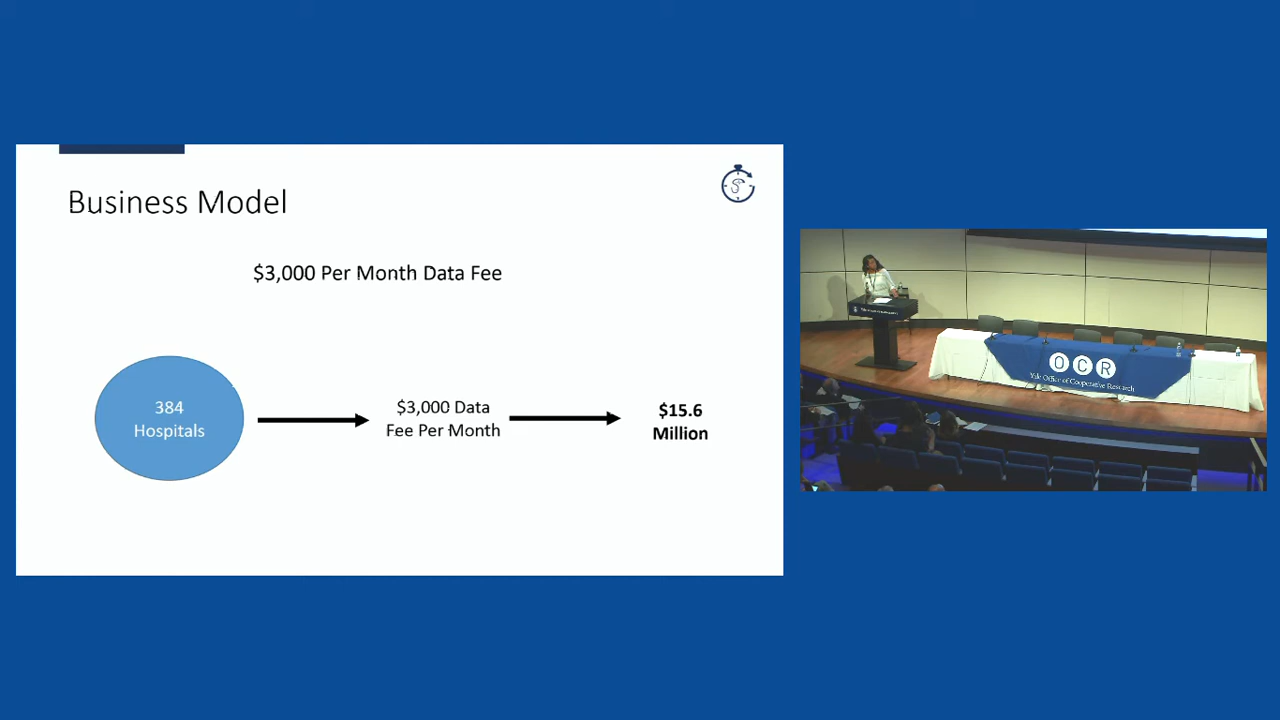 Business Model
$3,000 Per Month Data Fee
384
Hospitals
$3,000 Data
Fee Per Month
$15.6
Million
OCR
Yale Office of Cooperative Research